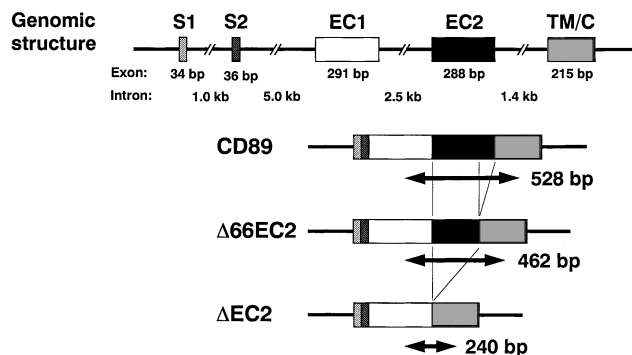 Genomic structure S1 S2 EC1 EC2 TM/C
Exon: 34 bp 36 bp 291 bp 288 bp 215 bp
Intron: 1.0 kb 5.0 kb 2.5 kb 1.4 kb
CD89
528 bp
Δ66EC2
462 bp
ΔEC2
240 bp